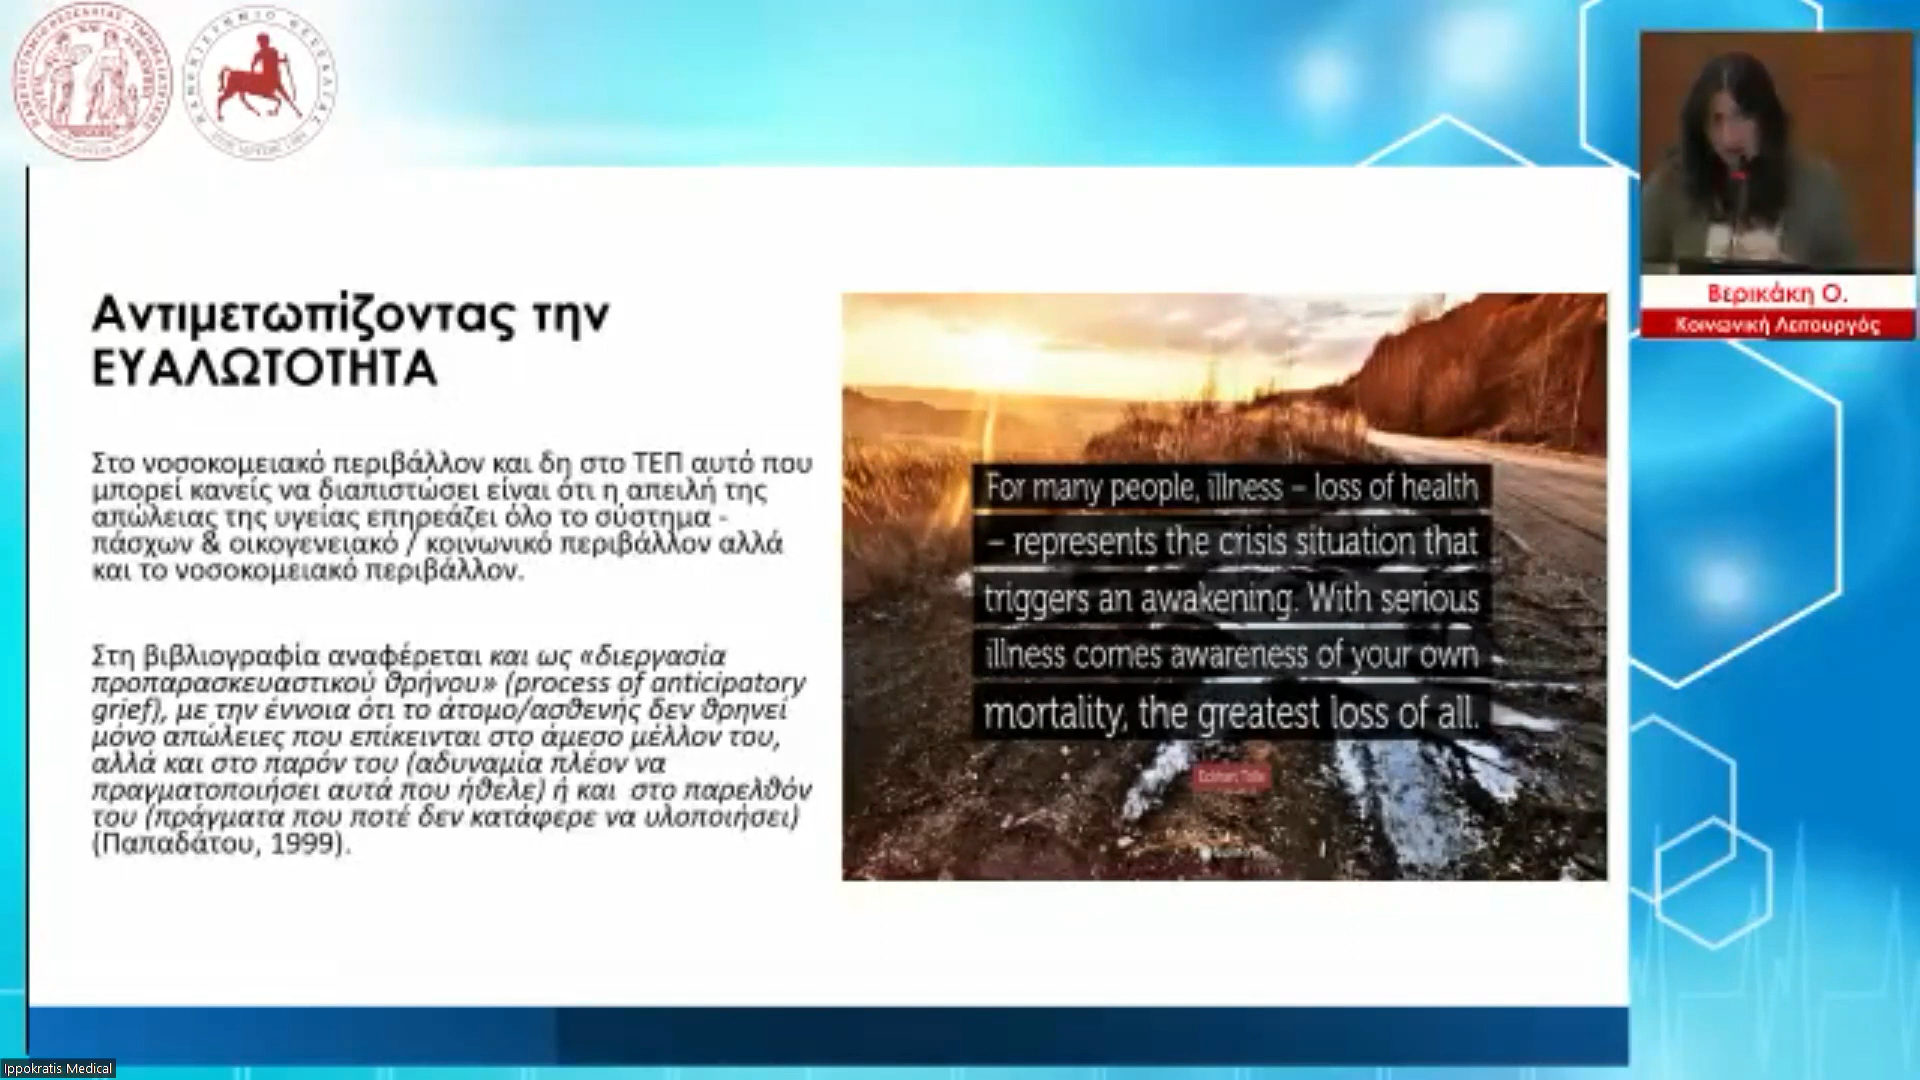 Βερικάκη Ο.
Κοινωνική Λειτουργός
Αντιμετωπίζοντας την
ΕΥΑΛΩΤΟΤΗΤΑ
Στο νοσοκομειακό περιβάλλον και δη στο ΤΕΠ αυτό που
μπορεί κανείς να διαπιστώσει είναι ότι η απειλή της
απώλειας της υγείας επηρεάζει όλο το σύστημα -
πάσχων & οικογενειακό / κοινωνικό περιβάλλον αλλά
και το νοσοκομειακό περιβάλλον.
Στη βιβλιογραφία αναφέρεται και ως «διεργασία
προπαρασκευαστικού θρήνου» (process of anticipatory
grief), με την έννοια ότι το άτομο/ασθενής δεν θρηνεί
μόνο απώλειες που επίκεινται στο άμεσο μέλλον του,
αλλά και στο παρόν του (αδυναμία πλέον να
πραγματοποιήσει αυτά που ήθελε) ή και στο παρελθόν
του (πράγματα που ποτέ δεν κατάφερε να υλοποιήσει)
(Παπαδάτου, 1999).
For many people, illness – loss of health
– represents the crisis situation that
triggers an awakening. With serious
illness comes awareness of your own
mortality, the greatest loss of all.
Eckhart Tolle
Ippokratis Medical